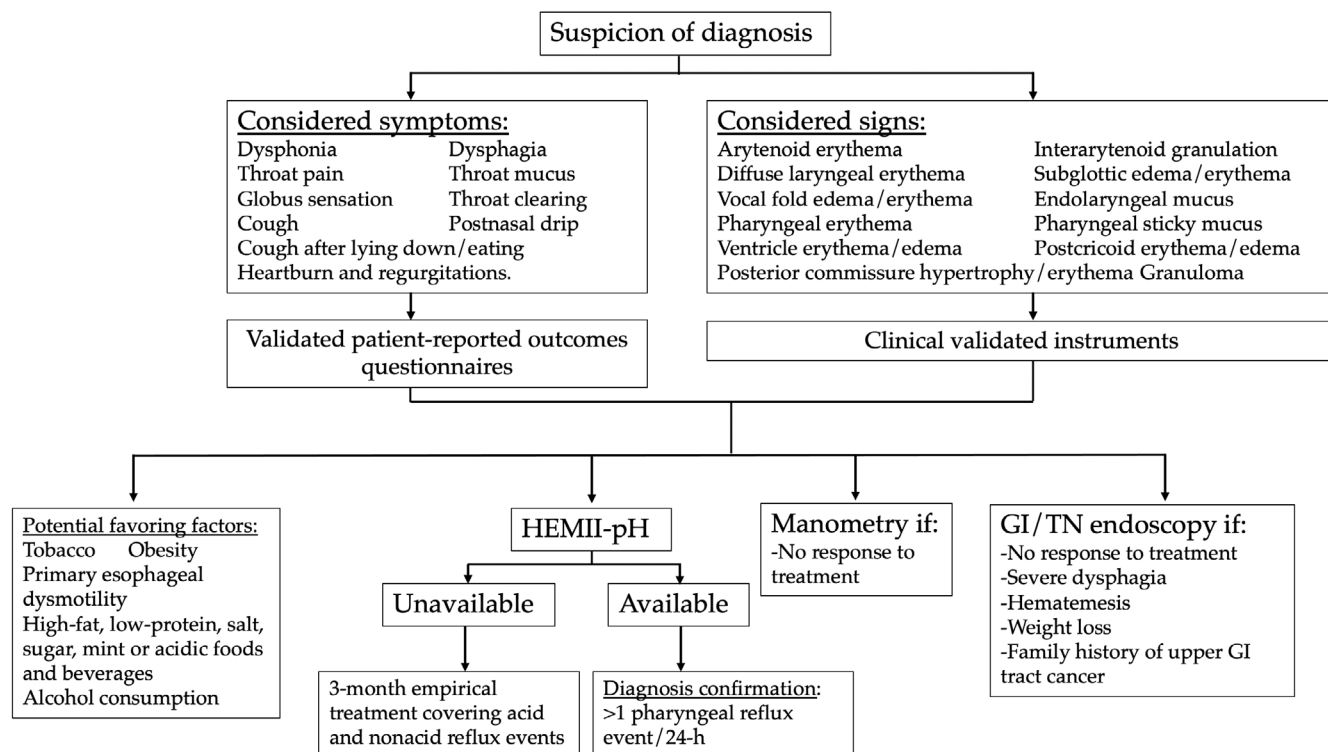 Suspicion of diagnosis
Considered symptoms:
Dysphonia Dysphagia
Throat pain Throat mucus
Globus sensation Throat clearing
Cough Postnasal drip
Cough after lying down/eating
Heartburn and regurgitations.
Considered signs:
Arytenoid erythema Interarytenoid granulation
Diffuse laryngeal erythema Subglottic edema/erythema
Vocal fold edema/erythema Endolaryngeal mucus
Pharyngeal erythema Pharyngeal sticky mucus
Ventricle erythema/edema Postcricoid erythema/edema
Posterior commissure hypertrophy/erythema Granuloma
Validated patient-reported outcomes
questionnaires
Clinical validated instruments
Potential favoring factors:
Tobacco Obesity
Primary esophageal
dysmotility
High-fat, low-protein, salt,
sugar, mint or acidic foods
and beverages
Alcohol consumption
HEMII-pH
Unavailable
Available
3-month empirical
treatment covering acid
and nonacid reflux events
Diagnosis confirmation:
>1 pharyngeal reflux
event/24-h
Manometry if:
-No response to
treatment
GI/TN endoscopy if:
-No response to treatment
-Severe dysphagia
-Hematemesis
-Weight loss
-Family history of upper GI
tract cancer